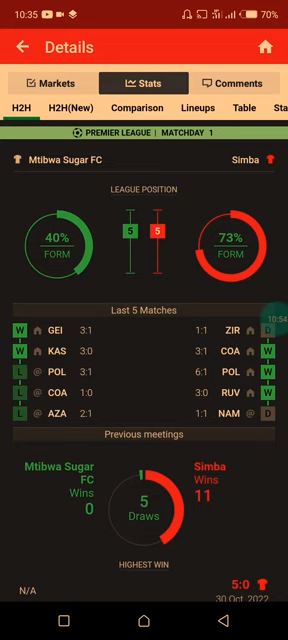 10:35 70%
Details
Markets Stats Comments
H2H H2H(New) Comparison Lineups Table Sta
PREMIER LEAGUE | MATCHDAY 1
Mtibwa Sugar FC Simba
LEAGUE POSITION
40% FORM 5 5 73% FORM
Last 5 Matches
10:54
W GEI 3:1 1:1 ZIR D
W KAS 3:0 3:1 COA W
L @ POL 3:1 6:1 POL W
L @ COA 1:0 3:0 RUV W
L @ AZA 2:1 1:1 NAM @ D
Previous meetings
Mtibwa Sugar FC Wins 0
5 Draws
Simba Wins 11
HIGHEST WIN
N/A 5:0
30 Oct, 2022